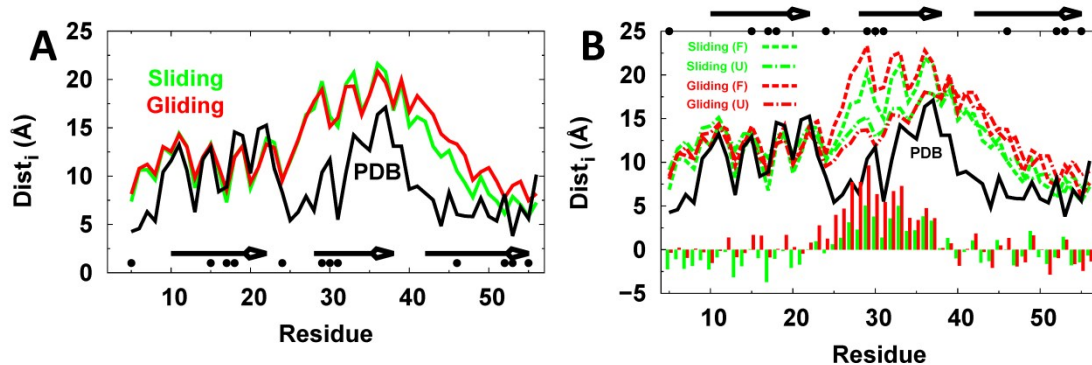 A
25
20
15
10
5
0
Dist_i (Å)
Sliding
Gliding
PDB
10
20
30
40
50
Residue
B
25
20
15
10
5
0
−5
Dist_i (Å)
Sliding (F)
Sliding (U)
Gliding (F)
Gliding (U)
PDB
10
20
30
40
50
Residue